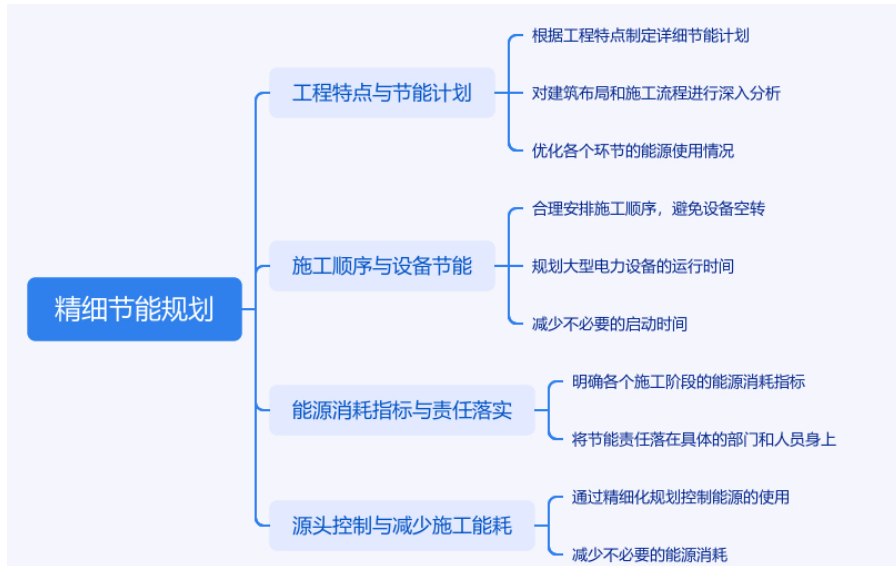 精细节能规划
工程特点与节能计划
根据工程特点制定详细节能计划
对建筑布局和施工流程进行深入分析
优化各个环节的能源使用情况
施工顺序与设备节能
合理安排施工顺序，避免设备空转
规划大型电力设备的运行时间
减少不必要的启动时间
能源消耗指标与责任落实
明确各个施工阶段的能源消耗指标
将节能责任落在具体的部门和人员身上
源头控制与减少施工能耗
通过精细化规划控制能源的使用
减少不必要的能源消耗